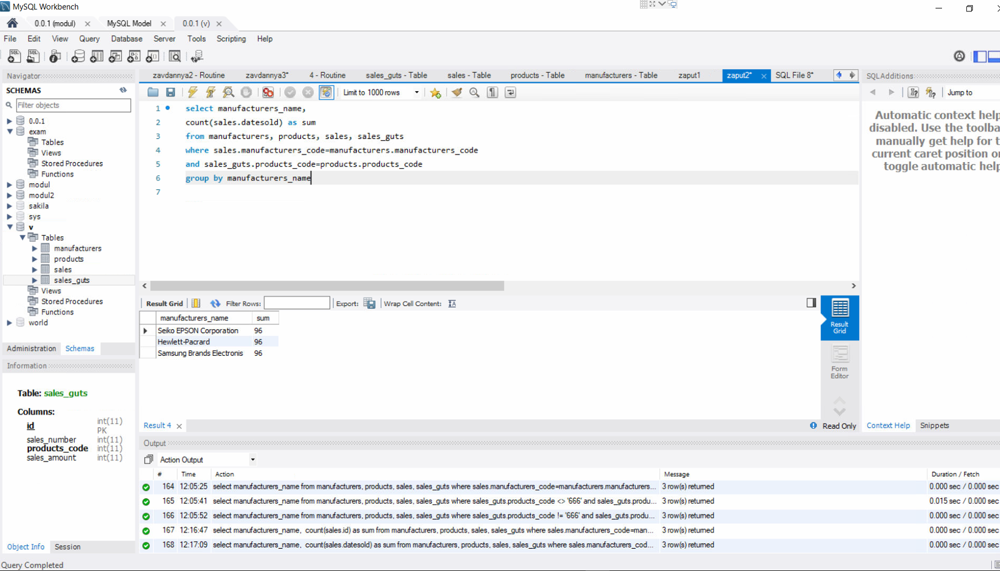 MySQL Workbench
0.0.1 (modul)
MySQL Model
0.0.1 (v)
File Edit View Query Database Server Tools Scripting Help
Navigator
SCHEMAS
Filter objects
0.0.1
exam
Tables
Views
Stored Procedures
Functions
modul
modul2
sakila
sys
v
Tables
manufacturers
products
sales
sales_guts
Views
Stored Procedures
Functions
world
Administration Schemas
Information
Table: sales_guts
Columns:
id int(11) PK
sales_number int(11)
products_code int(11)
sales_amount int(11)
Object Info Session
zavdannya2 - Routine zavdannya3* 4 - Routine sales_guts - Table sales - Table products - Table manufacturers - Table zaput1 zaput2* SQL File 8*
Limit to 1000 rows
1 select manufacturers_name,
2 count(sales.datesold) as sum
3 from manufacturers, products, sales, sales_guts
4 where sales.manufacturers_code=manufacturers.manufacturers_code
5 and sales_guts.products_code=products.products_code
6 group by manufacturers_name
7
Result Grid Filter Rows: Export: Wrap Cell Content:
manufacturers_name sum
Seiko EPSON Corporation 96
Hewlett-Pacrard 96
Samsung Brands Electronis 96
Result Grid
Form Editor
Result 4
Read Only
SQLAdditions
Jump to
Automatic context help
disabled. Use the toolba
manually get help for t
current caret position or
toggle automatic help
Context Help Snippets
Output
Action Output
# Time Action Message Duration / Fetch
164 12:05:25 select manufacturers_name from manufacturers, products, sales, sales_guts where sales.manufacturers_code=manufacturers.manufacturers... 3 row(s) returned 0.000 sec / 0.000 sec
165 12:05:41 select manufacturers_name from manufacturers, products, sales, sales_guts where sales_guts.products_code <> '666' and sales_guts.produ... 3 row(s) returned 0.015 sec / 0.000 sec
166 12:05:52 select manufacturers_name from manufacturers, products, sales, sales_guts where sales_guts.products_code != '666' and sales_guts.produ... 3 row(s) returned 0.000 sec / 0.000 sec
167 12:16:47 select manufacturers_name, count(sales.id) as sum from manufacturers, products, sales, sales_guts where sales.manufacturers_code=man... 3 row(s) returned 0.000 sec / 0.000 sec
168 12:17:09 select manufacturers_name, count(sales.datesold) as sum from manufacturers, products, sales, sales_guts where sales.manufacturers_cod... 3 row(s) returned 0.000 sec / 0.000 sec
Query Completed